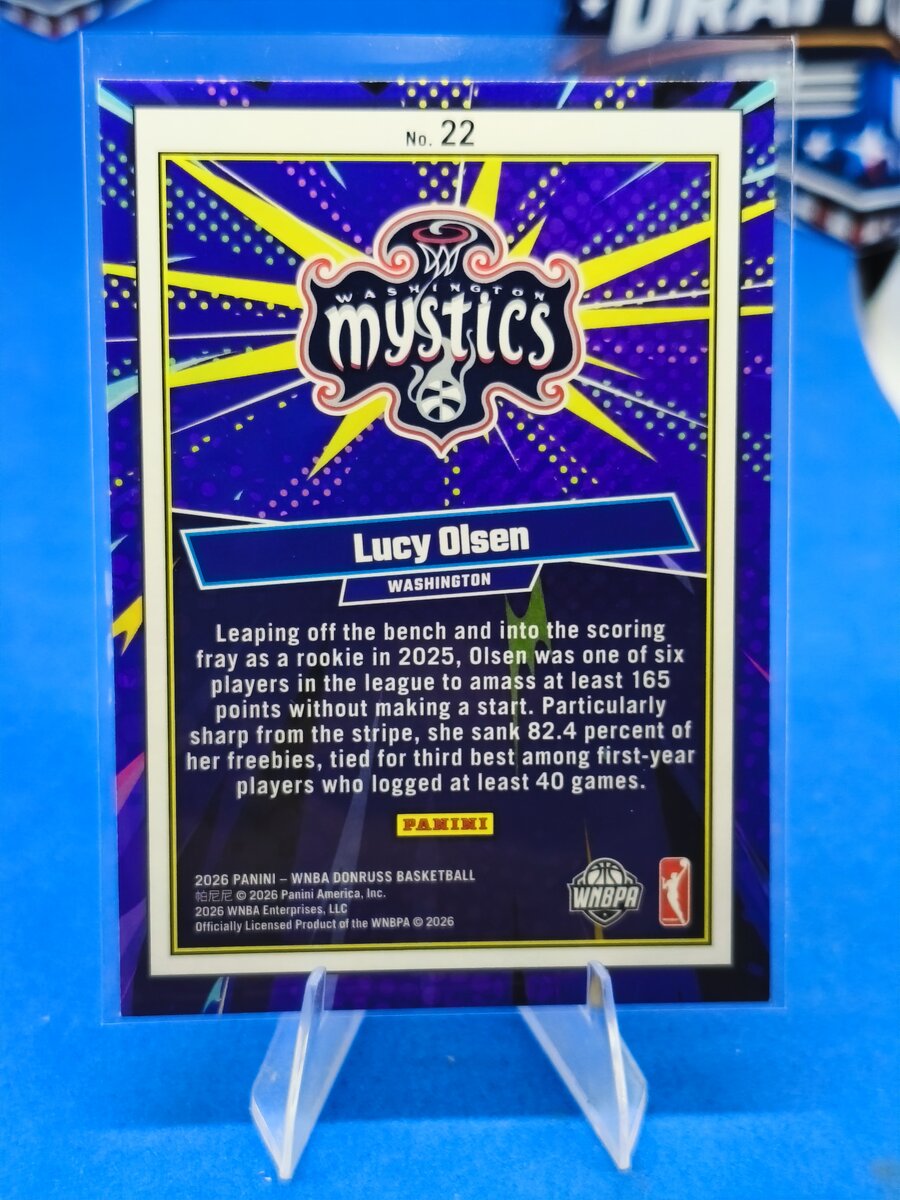 DRAFT
No. 22
WASHINGTON
mystics
Lucy Olsen
WASHINGTON
Leaping off the bench and into the scoring
fray as a rookie in 2025, Olsen was one of six
players in the league to amass at least 165
points without making a start. Particularly
sharp from the stripe, she sank 82.4 percent of
her freebies, tied for third best among first-year
players who logged at least 40 games.
PANINI
2026 PANINI – WNBA DONRUSS BASKETBALL
帕尼尼 © 2026 Panini America, Inc.
2026 WNBA Enterprises, LLC
Officially Licensed Product of the WNBPA © 2026
WNBPA